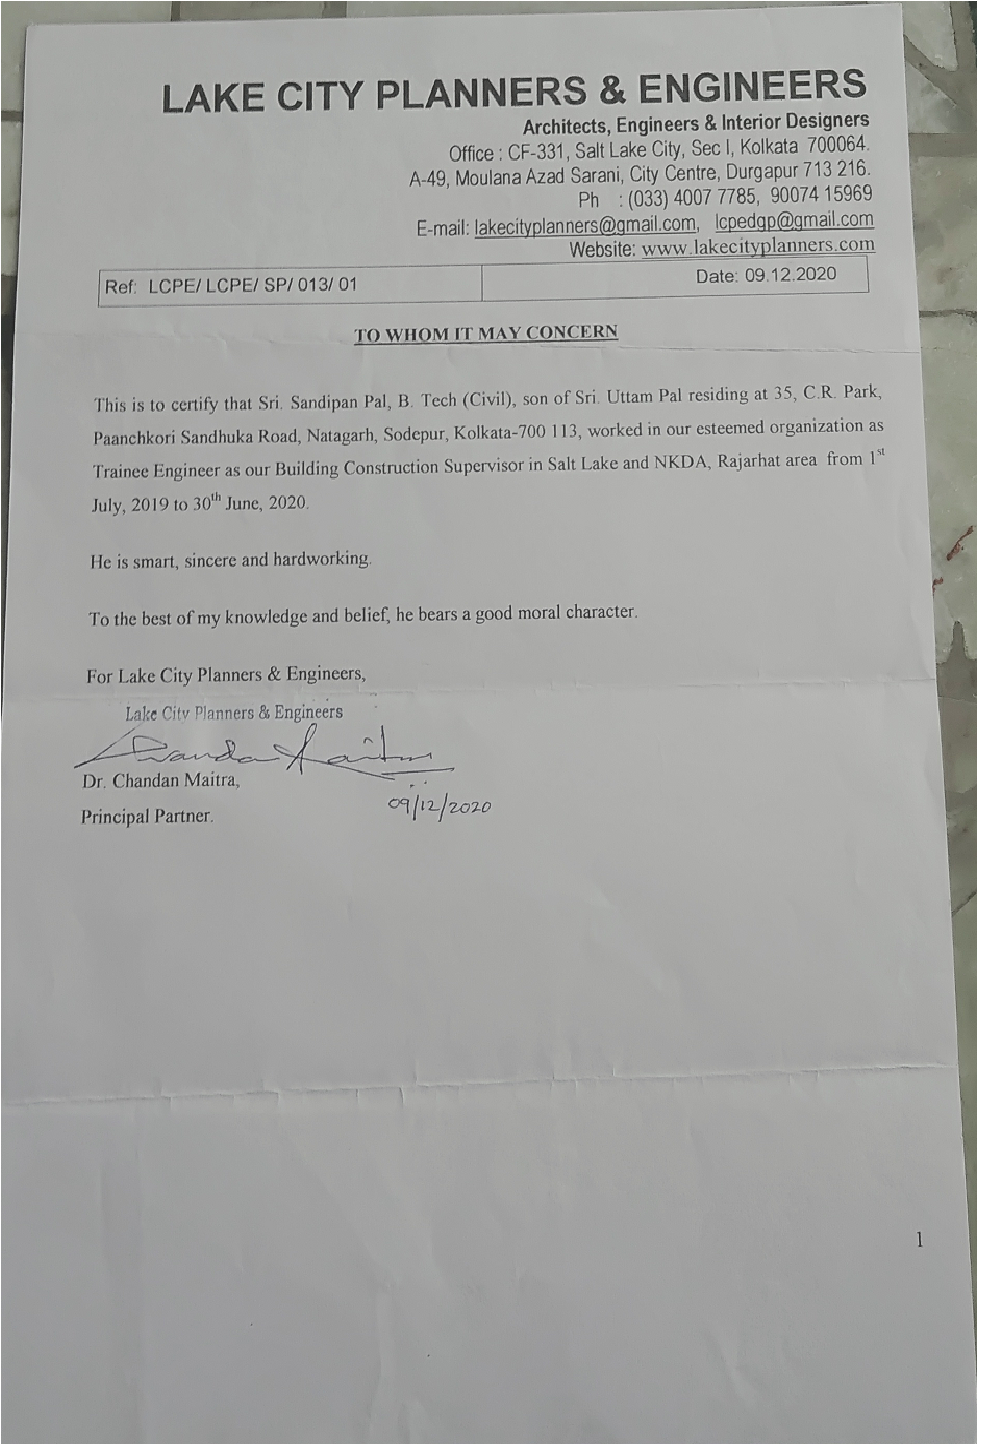 LAKE CITY PLANNERS & ENGINEERS
Architects, Engineers & Interior Designers
Office : CF-331, Salt Lake City, Sec I, Kolkata 700064.
A-49, Moulana Azad Sarani, City Centre, Durgapur 713 216.
Ph : (033) 4007 7785, 90074 15969
E-mail: lakecityplanners@gmail.com, lcpedgp@gmail.com
Website: www.lakecityplanners.com
Ref: LCPE/ LCPE/ SP/ 013/ 01 Date: 09.12.2020
TO WHOM IT MAY CONCERN
This is to certify that Sri. Sandipan Pal, B. Tech (Civil), son of Sri. Uttam Pal residing at 35, C.R. Park,
Paanchkori Sandhuka Road, Natagarh, Sodepur, Kolkata-700 113, worked in our esteemed organization as
Trainee Engineer as our Building Construction Supervisor in Salt Lake and NKDA, Rajarhat area from 1st
July, 2019 to 30th June, 2020.
He is smart, sincere and hardworking.
To the best of my knowledge and belief, he bears a good moral character.
For Lake City Planners & Engineers,
Lake City Planners & Engineers
Chandan Maitra
Dr. Chandan Maitra,
09/12/2020
Principal Partner.
1